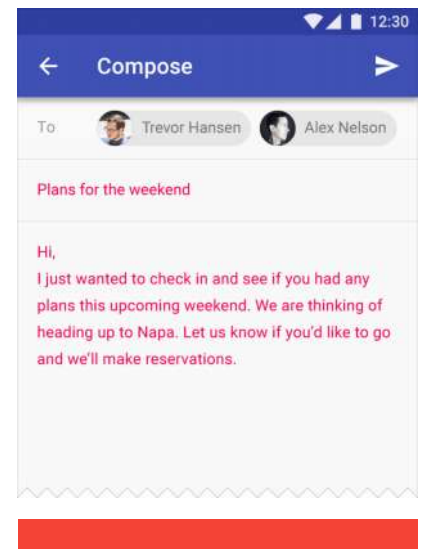 12:30
Compose
To Trevor Hansen Alex Nelson
Plans for the weekend
Hi,
I just wanted to check in and see if you had any
plans this upcoming weekend. We are thinking of
heading up to Napa. Let us know if you’d like to go
and we’ll make reservations.